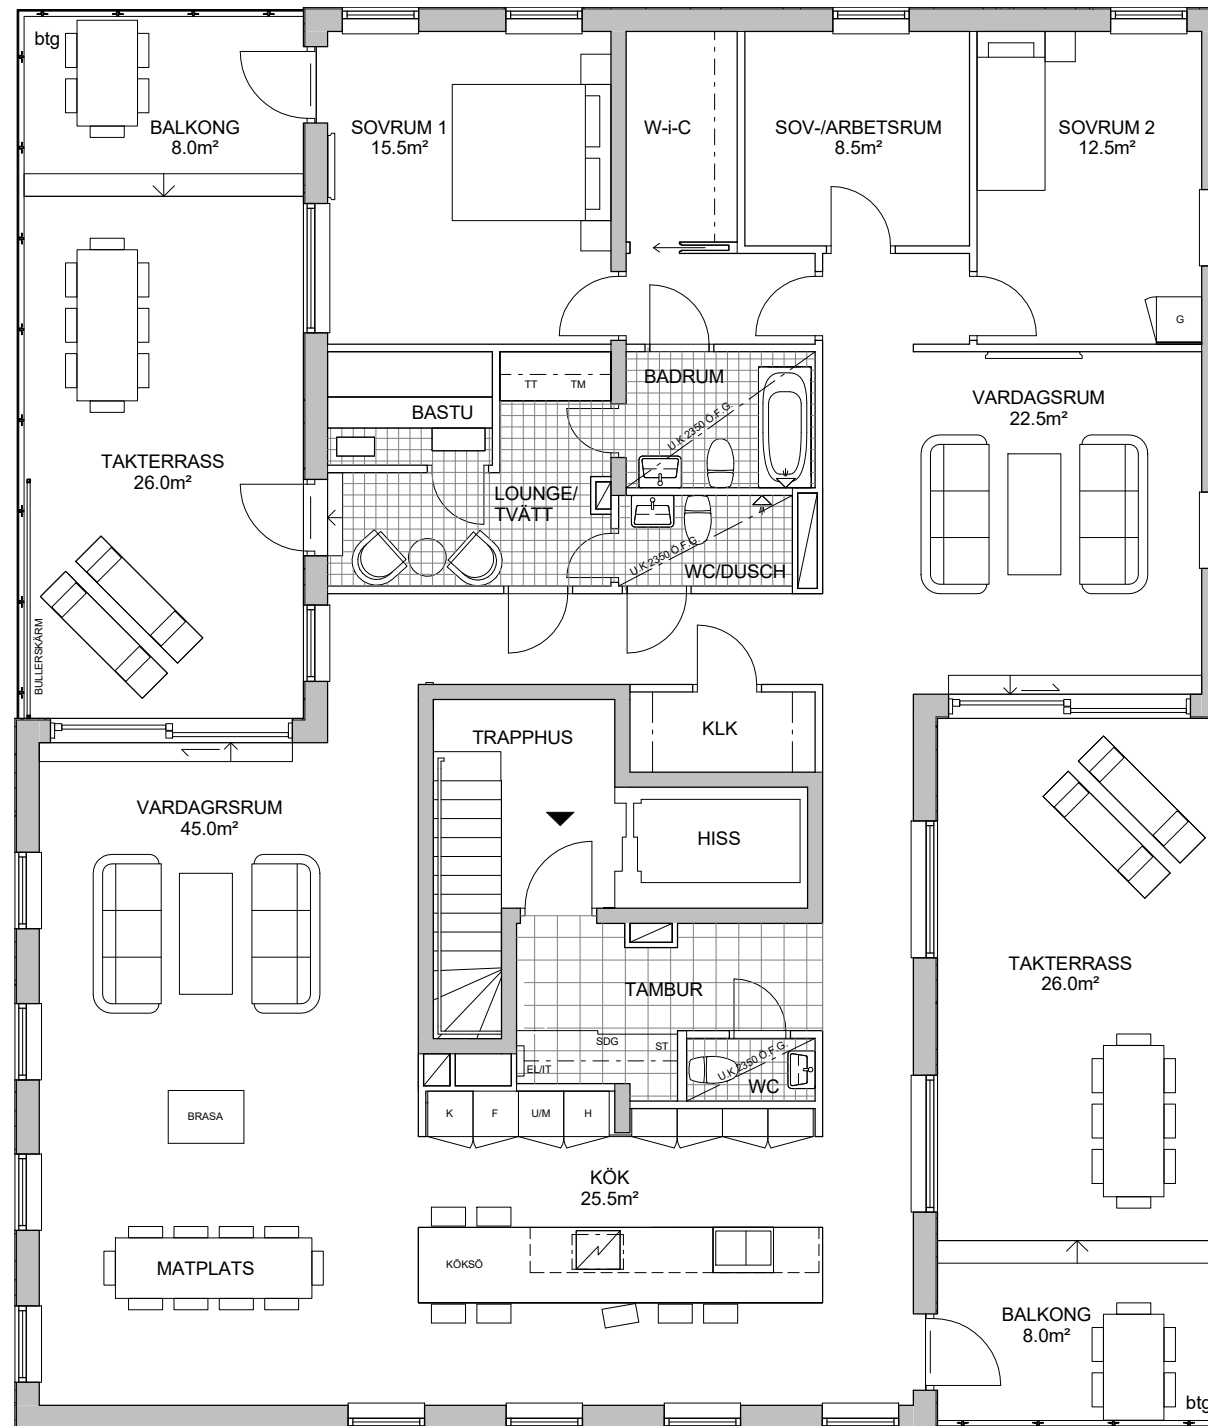 btg
BALKONG
8.0m²
SOVRUM 1
15.5m²
W-i-C
SOV-/ARBETSRUM
8.5m²
SOVRUM 2
12.5m²
G
TT
TM
BADRUM
U.K 2350 Ö.F.G.
BASTU
VARDAGSRUM
22.5m²
TAKTERRASS
26.0m²
LOUNGE/
TVÄTT
U.K 2350 Ö.F.G.
WC/DUSCH
BULLERSKÄRM
TRAPPHUS
KLK
VARDAGRSRUM
45.0m²
HISS
TAKTERRASS
26.0m²
TAMBUR
SDG
ST
EL/IT
U.K 2350 Ö.F.G.
WC
BRASA
K
F
U/M
H
KÖK
25.5m²
KÖKSÖ
MATPLATS
BALKONG
8.0m²
btg